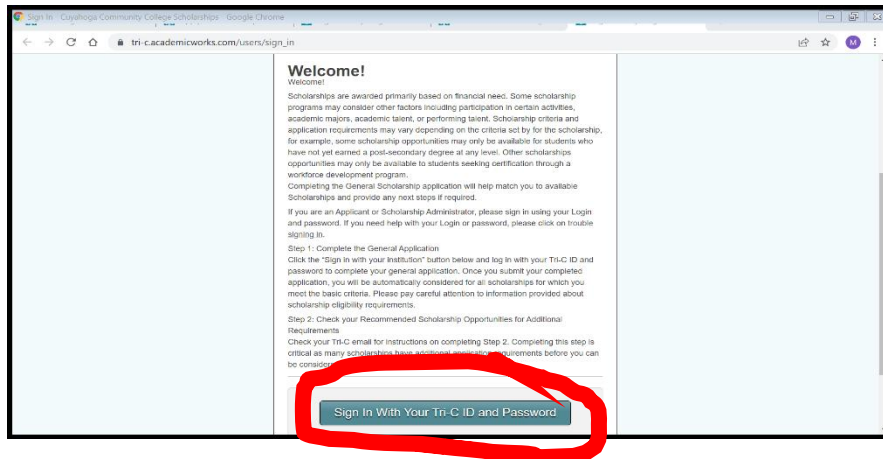 Sign In - Cuyahoga Community College Scholarships - Google Chrome
tri-c.academicworks.com/users/sign_in
M
Welcome!
Welcome!
Scholarships are awarded primarily based on financial need. Some scholarship
programs may consider other factors including participation in certain activities,
academic majors, academic talent, or performing talent. Scholarship criteria and
application requirements may vary depending on the criteria set by for the scholarship,
for example, some scholarship opportunities may only be available for students who
have not yet earned a post-secondary degree at any level. Other scholarships
opportunities may only be available to students seeking certification through a
workforce development program.
Completing the General Scholarship application will help match you to available
Scholarships and provide any next steps if required.
If you are an Applicant or Scholarship Administrator, please sign in using your Login
and password. If you need help with your Login or password, please click on trouble
signing in.
Step 1: Complete the General Application
Click the "Sign in with your Institution" button below and log in with your Tri-C ID and
password to complete your general application. Once you submit your completed
application, you will be automatically considered for all scholarships for which you
meet the basic criteria. Please pay careful attention to information provided about
scholarship eligibility requirements.
Step 2: Check your Recommended Scholarship Opportunities for Additional
Requirements
Check your Tri-C email for instructions on completing Step 2. Completing this step is
critical as many scholarships have additional application requirements before you can
be considere
Sign In With Your Tri-C ID and Password